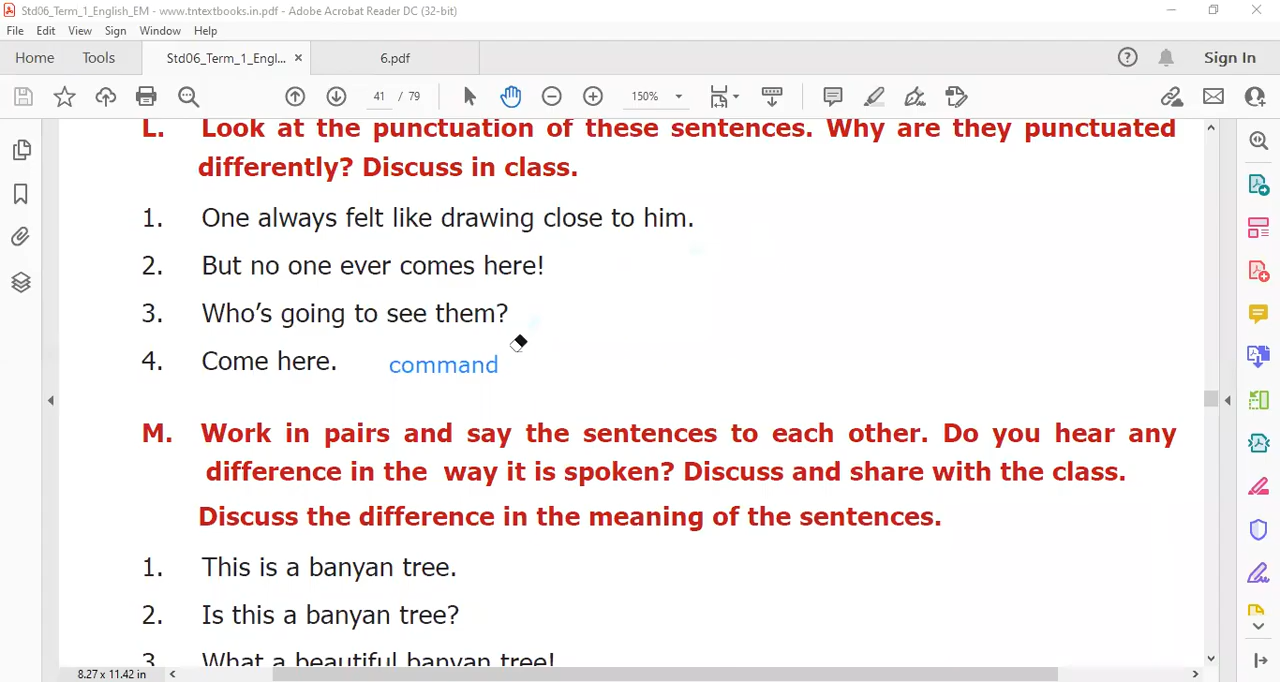 Std06_Term_1_English_EM - www.tntextbooks.in.pdf - Adobe Acrobat Reader DC (32-bit)
File Edit View Sign Window Help
Home Tools Std06_Term_1_Engl... × 6.pdf Sign In
41 / 79 150%
L. Look at the punctuation of these sentences. Why are they punctuated
differently? Discuss in class.
1. One always felt like drawing close to him.
2. But no one ever comes here!
3. Who’s going to see them?
4. Come here. command
M. Work in pairs and say the sentences to each other. Do you hear any
difference in the way it is spoken? Discuss and share with the class.
Discuss the difference in the meaning of the sentences.
1. This is a banyan tree.
2. Is this a banyan tree?
3. What a beautiful banyan tree!
8.27 x 11.42 in